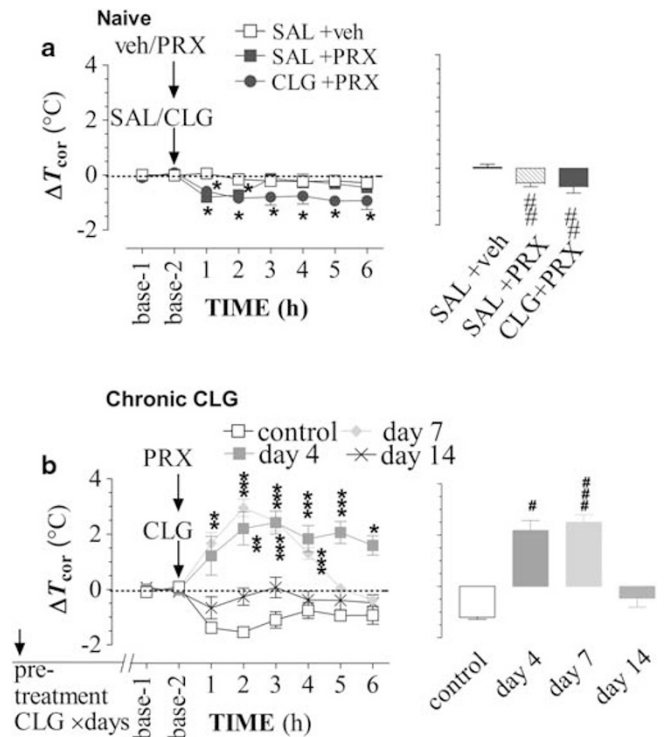 Naive
a
veh/PRX
SAL/CLG
SAL +veh
SAL +PRX
CLG +PRX
ΔTcor (°C)
4
2
0
-2
* *
* * * * * *
base-1 base-2 1 2 3 4 5 6
TIME (h)
##
##
SAL +veh
SAL +PRX
CLG+PRX
Chronic CLG
b
PRX
CLG
control day 7
day 4 day 14
ΔTcor (°C)
4
2
0
-2
** **** *** *** *** *
** **** ***
pre-
treatment
CLG ×days
base-1 base-2 1 2 3 4 5 6
TIME (h)
#
###
control
day 4
day 7
day 14